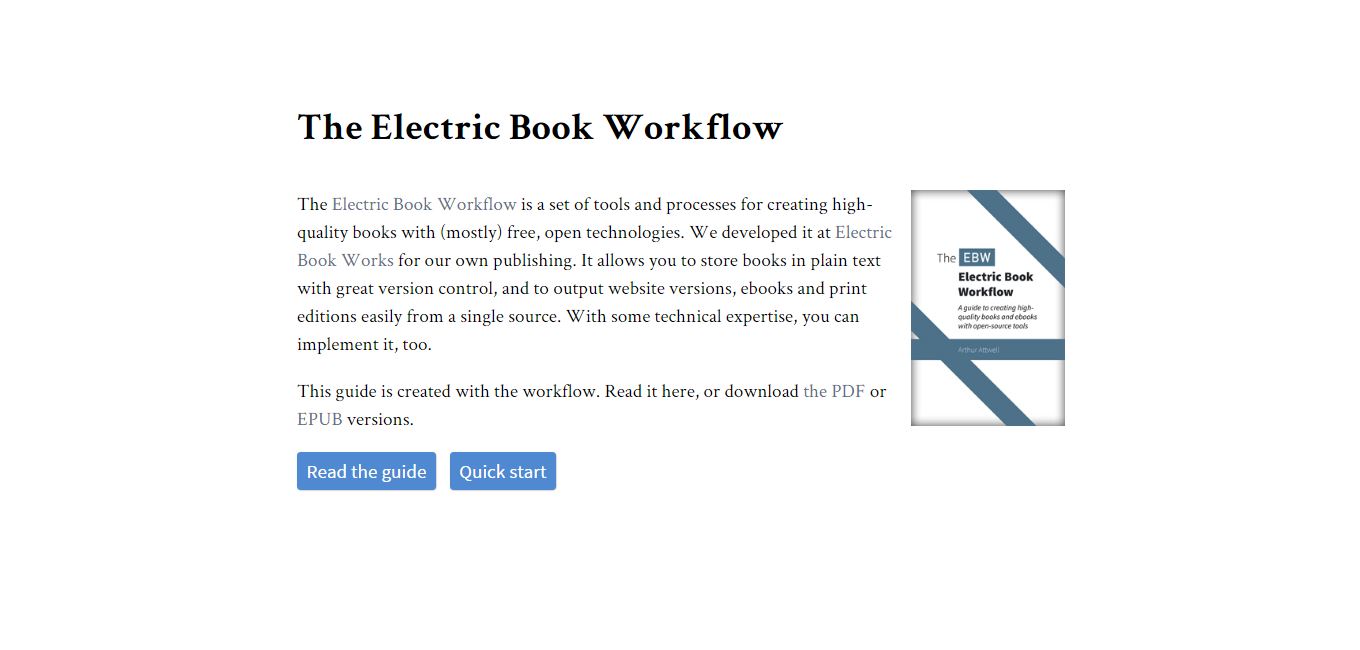 The Electric Book Workflow
The Electric Book Workflow is a set of tools and processes for creating high-
quality books with (mostly) free, open technologies. We developed it at Electric
Book Works for our own publishing. It allows you to store books in plain text
with great version control, and to output website versions, ebooks and print
editions easily from a single source. With some technical expertise, you can
implement it, too.
This guide is created with the workflow. Read it here, or download the PDF or
EPUB versions.
Read the guide
Quick start
The EBW
Electric Book
Workflow
A guide to creating high-
quality books and ebooks
with open-source tools
Arthur Attwell